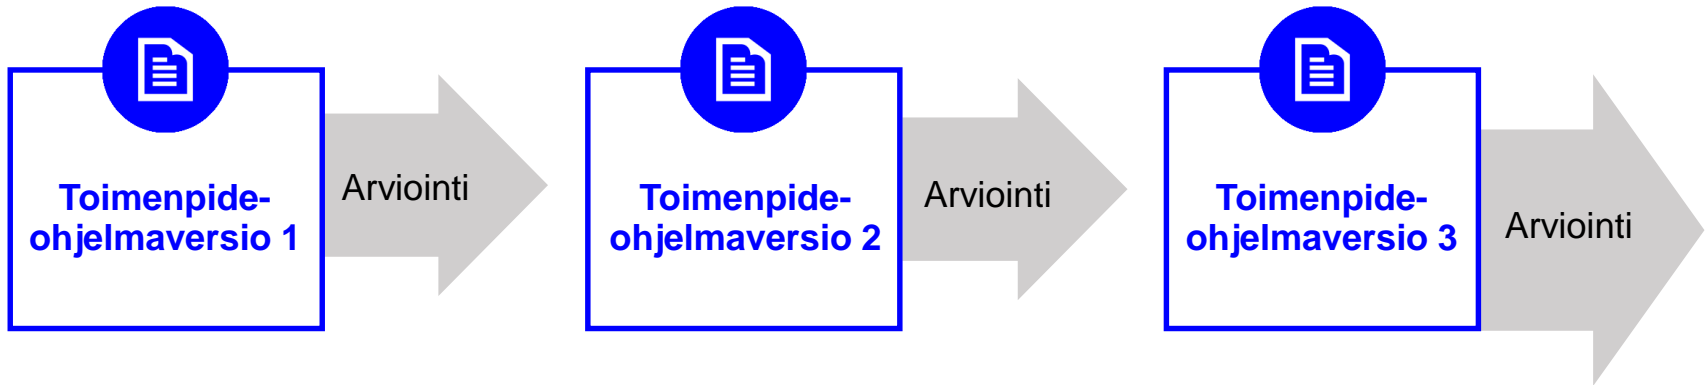 Toimenpide-
ohjelmaversio 1
Arviointi
Toimenpide-
ohjelmaversio 2
Arviointi
Toimenpide-
ohjelmaversio 3
Arviointi